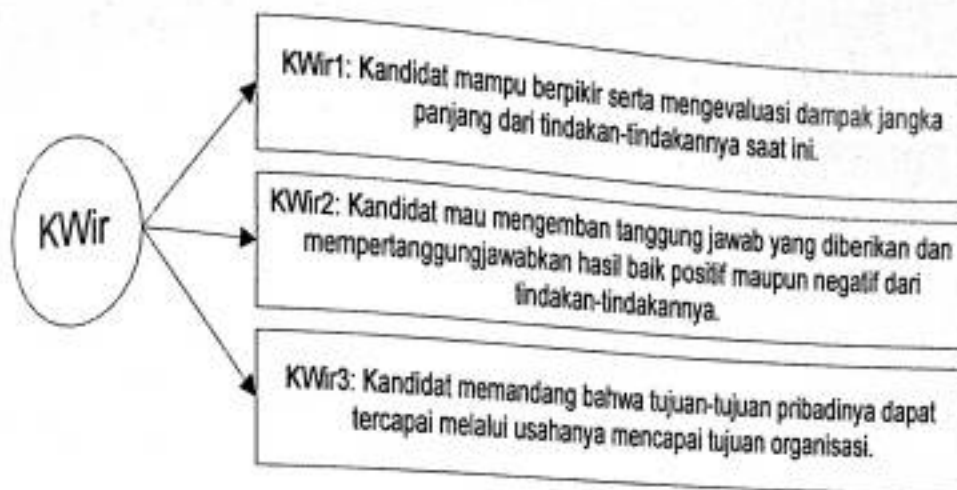 KWir
KWir1: Kandidat mampu berpikir serta mengevaluasi dampak jangka
panjang dari tindakan-tindakannya saat ini.
KWir2: Kandidat mau mengemban tanggung jawab yang diberikan dan
mempertanggungjawabkan hasil baik positif maupun negatif dari
tindakan-tindakannya.
KWir3: Kandidat memandang bahwa tujuan-tujuan pribadinya dapat
tercapai melalui usahanya mencapai tujuan organisasi.